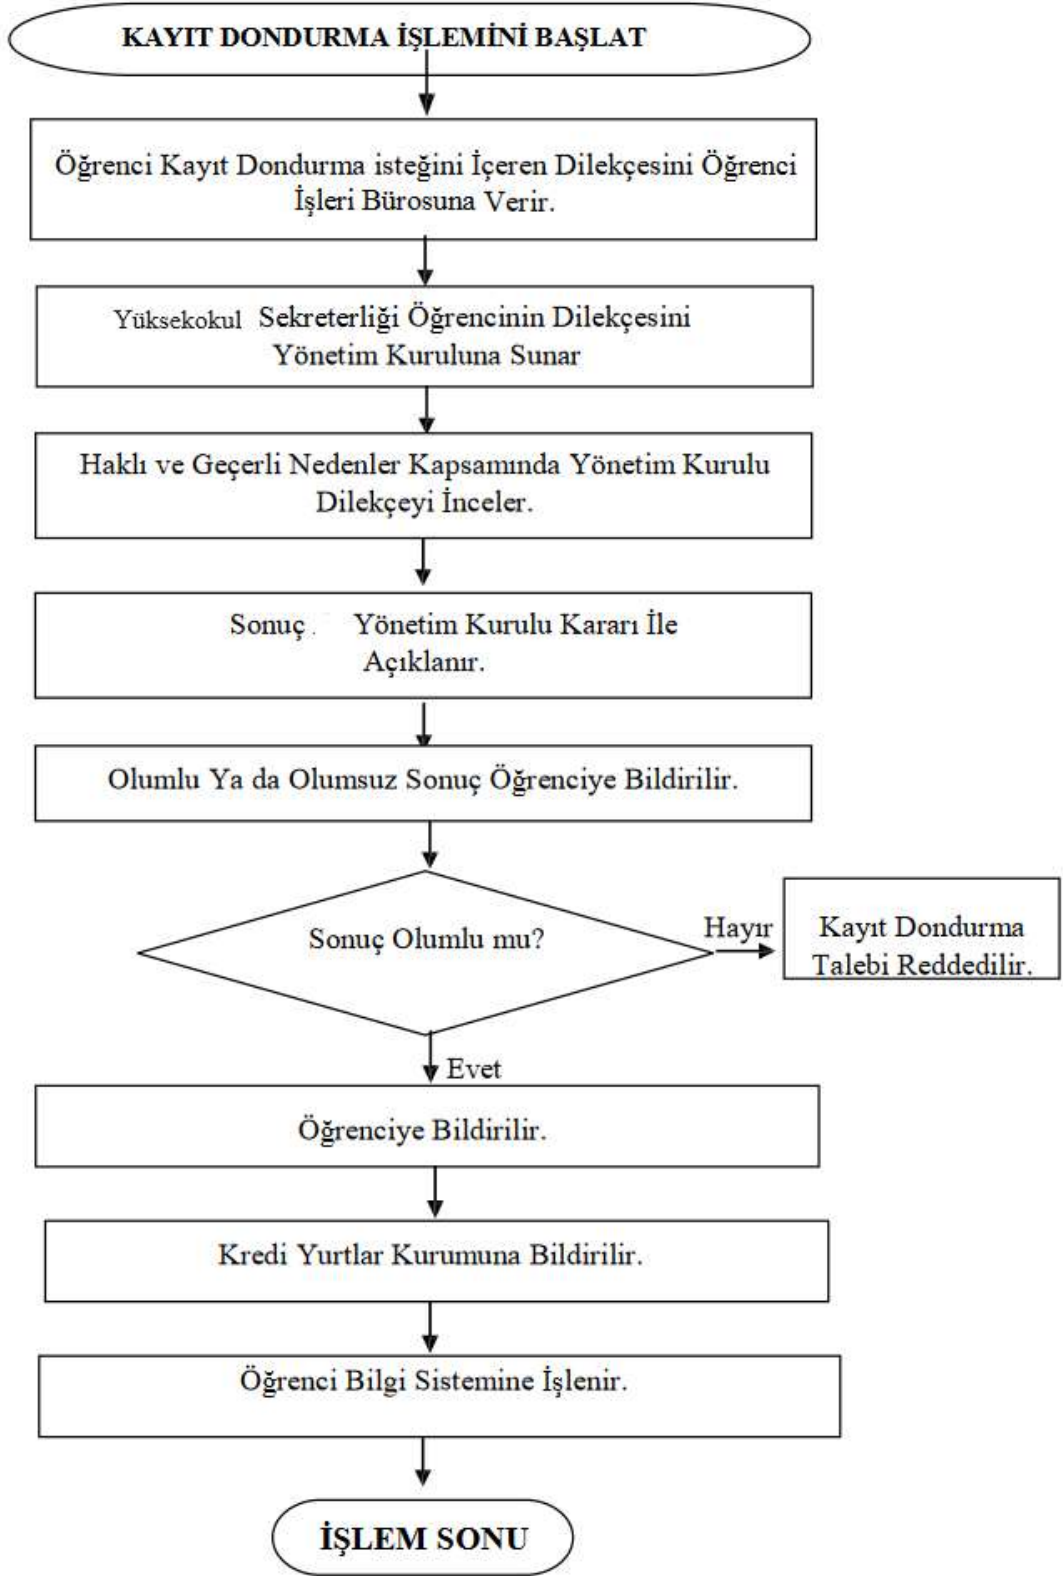 KAYIT DONDURMA İŞLEMİNİ BAŞLAT
Öğrenci Kayıt Dondurma isteğini İçeren Dilekçesini Öğrenci
İşleri Bürosuna Verir.
Yüksekokul Sekreterliği Öğrencinin Dilekçesini
Yönetim Kuruluna Sunar
Haklı ve Geçerli Nedenler Kapsamında Yönetim Kurulu
Dilekçeyi İnceler.
Sonuç . Yönetim Kurulu Kararı İle
Açıklanır.
Olumlu Ya da Olumsuz Sonuç Öğrenciye Bildirilir.
Sonuç Olumlu mu?
Hayır
Kayıt Dondurma
Talebi Reddedilir.
Evet
Öğrenciye Bildirilir.
Kredi Yurtlar Kurumuna Bildirilir.
Öğrenci Bilgi Sistemine İşlenir.
İŞLEM SONU